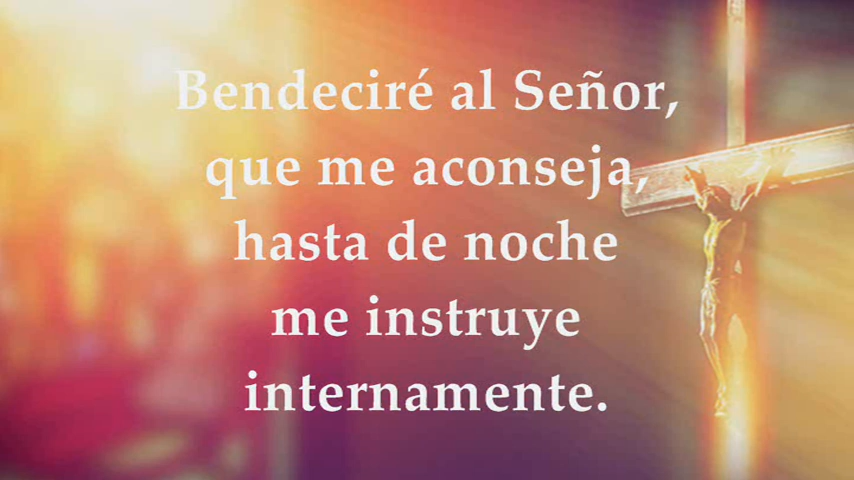 Bendeciré al Señor,
que me aconseja,
hasta de noche
me instruye
internamente.